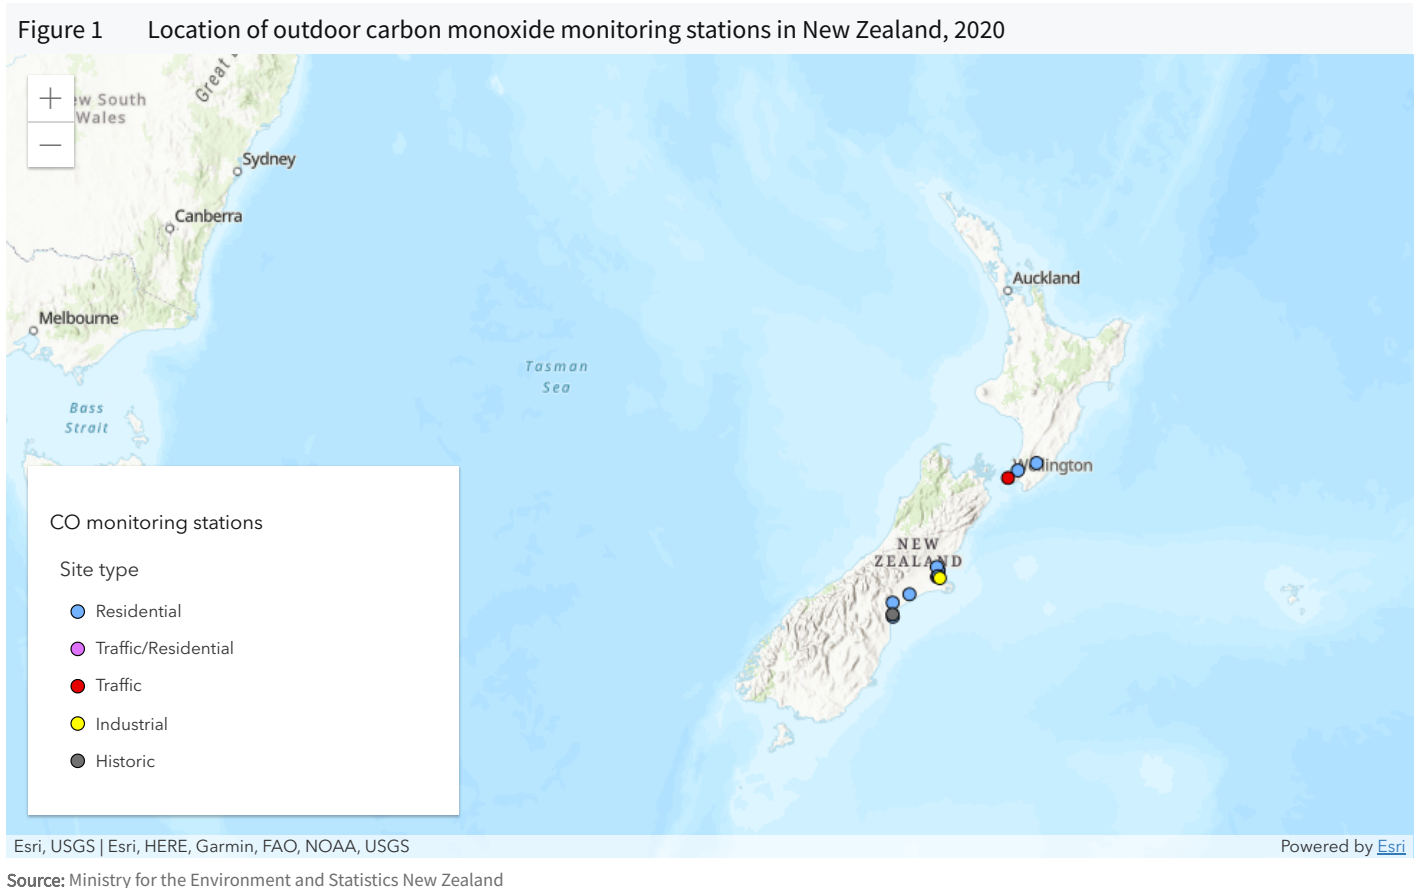 Figure 1 Location of outdoor carbon monoxide monitoring stations in New Zealand, 2020
Great
South
Wales
Sydney
Canberra
Melbourne
Auckland
Tasman
Sea
Bass
Strait
NEW
ZEALAND
CO monitoring stations
Site type
Residential
Traffic/Residential
Traffic
Industrial
Historic
Esri, USGS | Esri, HERE, Garmin, FAO, NOAA, USGS
Powered by Esri
Source: Ministry for the Environment and Statistics New Zealand